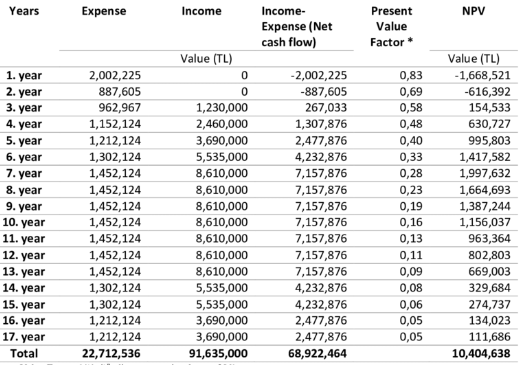 Years Expense Income Income-Expense (Net cash flow) Present Value Factor * NPV
Value (TL) Value (TL)
1. year 2,002,225 0 -2,002,225 0,83 -1,668,521
2. year 887,605 0 -887,605 0,69 -616,392
3. year 962,967 1,230,000 267,033 0,58 154,533
4. year 1,152,124 2,460,000 1,307,876 0,48 630,727
5. year 1,212,124 3,690,000 2,477,876 0,40 995,803
6. year 1,302,124 5,535,000 4,232,876 0,33 1,417,582
7. year 1,452,124 8,610,000 7,157,876 0,28 1,997,632
8. year 1,452,124 8,610,000 7,157,876 0,23 1,664,693
9. year 1,452,124 8,610,000 7,157,876 0,19 1,387,244
10. year 1,452,124 8,610,000 7,157,876 0,16 1,156,037
11. year 1,452,124 8,610,000 7,157,876 0,13 963,364
12. year 1,452,124 8,610,000 7,157,876 0,11 802,803
13. year 1,452,124 8,610,000 7,157,876 0,09 669,003
14. year 1,302,124 5,535,000 4,232,876 0,08 329,684
15. year 1,302,124 5,535,000 4,232,876 0,06 274,737
16. year 1,212,124 3,690,000 2,477,876 0,05 134,023
17. year 1,212,124 3,690,000 2,477,876 0,05 111,686
Total 22,712,536 91,635,000 68,922,464 10,404,638